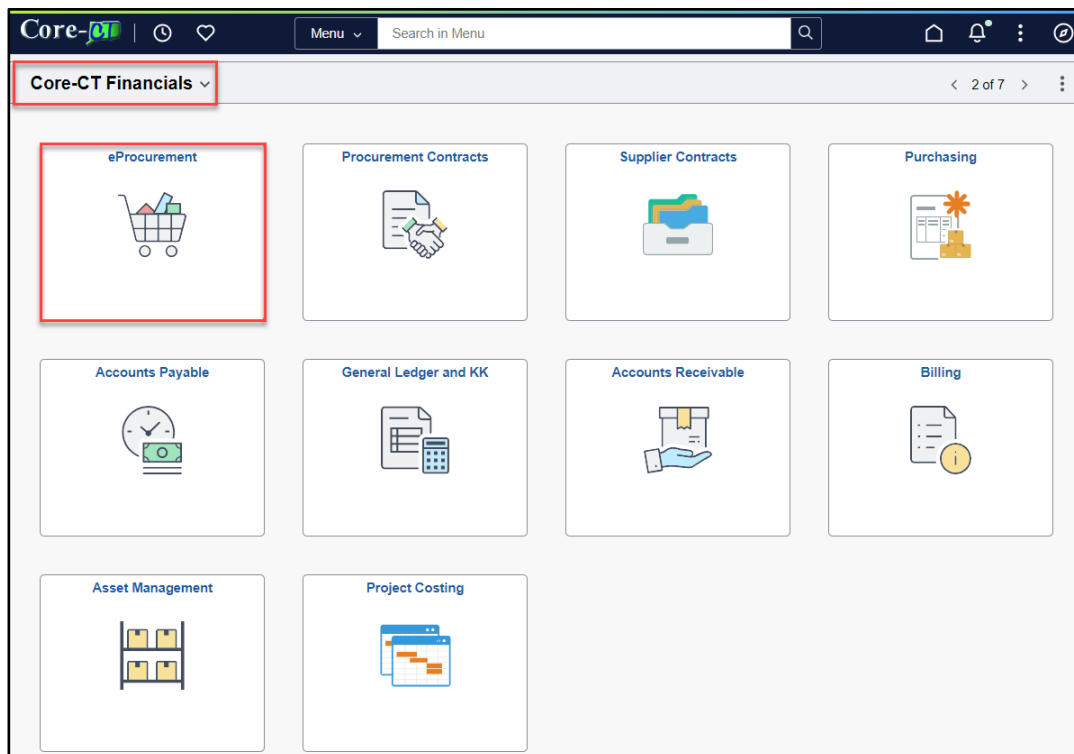 Core-CT
Menu
Search in Menu
Core-CT Financials
2 of 7
eProcurement
Procurement Contracts
Supplier Contracts
Purchasing
Accounts Payable
General Ledger and KK
Accounts Receivable
Billing
Asset Management
Project Costing